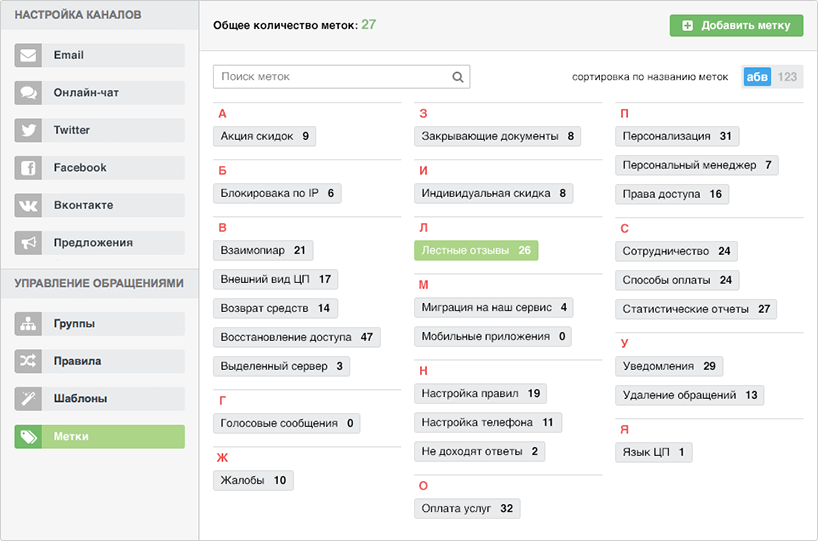 НАСТРОЙКА КАНАЛОВ
Email
Онлайн-чат
Twitter
Facebook
Вконтакте
Предложения
УПРАВЛЕНИЕ ОБРАЩЕНИЯМИ
Группы
Правила
Шаблоны
Метки
Общее количество меток: 27
Добавить метку
Поиск меток
сортировка по названию меток абв 123
А
Акция скидок 9
Б
Блокировака по IP 6
В
Взаимопиар 21
Внешний вид ЦП 17
Возврат средств 14
Восстановление доступа 47
Выделенный сервер 3
Г
Голосовые сообщения 0
Ж
Жалобы 10
З
Закрывающие документы 8
И
Индивидуальная скидка 8
Л
Лестные отзывы 26
М
Миграция на наш сервис 4
Мобильные приложения 0
Н
Настройка правил 19
Настройка телефона 11
Не доходят ответы 2
О
Оплата услуг 32
П
Персонализация 31
Персональный менеджер 7
Права доступа 16
С
Сотрудничество 24
Способы оплаты 24
Статистические отчеты 27
У
Уведомления 29
Удаление обращений 13
Я
Язык ЦП 1